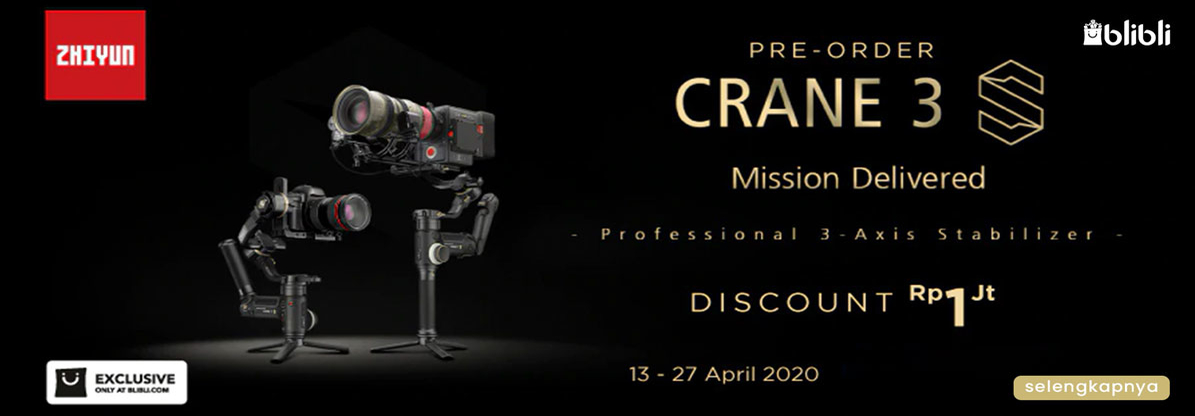 ZHIYUN
blibli
PRE-ORDER
CRANE 3 S
Mission Delivered
- Professional 3-Axis Stabilizer -
DISCOUNT Rp1Jt
13 - 27 April 2020
EXCLUSIVE
ONLY AT BLIBLI.COM
selengkapnya